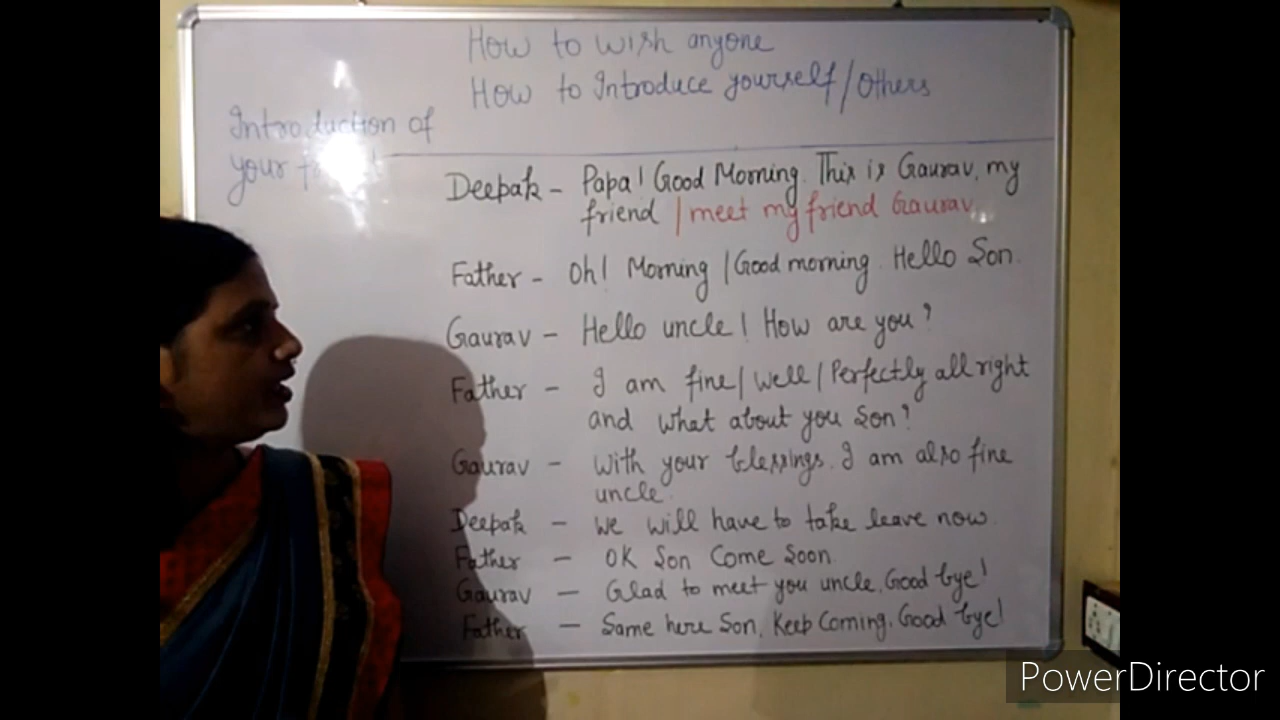 How to wish anyone
How to Introduce yourself/Others
Introduction of
your
Deepak - Papa! Good Morning. This is Gaurav, my
friend / meet my friend Gaurav
Father - Oh! Morning / Good morning. Hello Son.
Gaurav - Hello uncle! How are you?
Father - I am fine / well / Perfectly all right
and what about you Son?
Gaurav - With your blessings. I am also fine
uncle.
Deepak - We will have to take leave now.
Father - OK Son Come Soon.
Gaurav - Glad to meet you uncle, Good bye!
Father - Same here Son, Keep Coming, Good bye!
PowerDirector